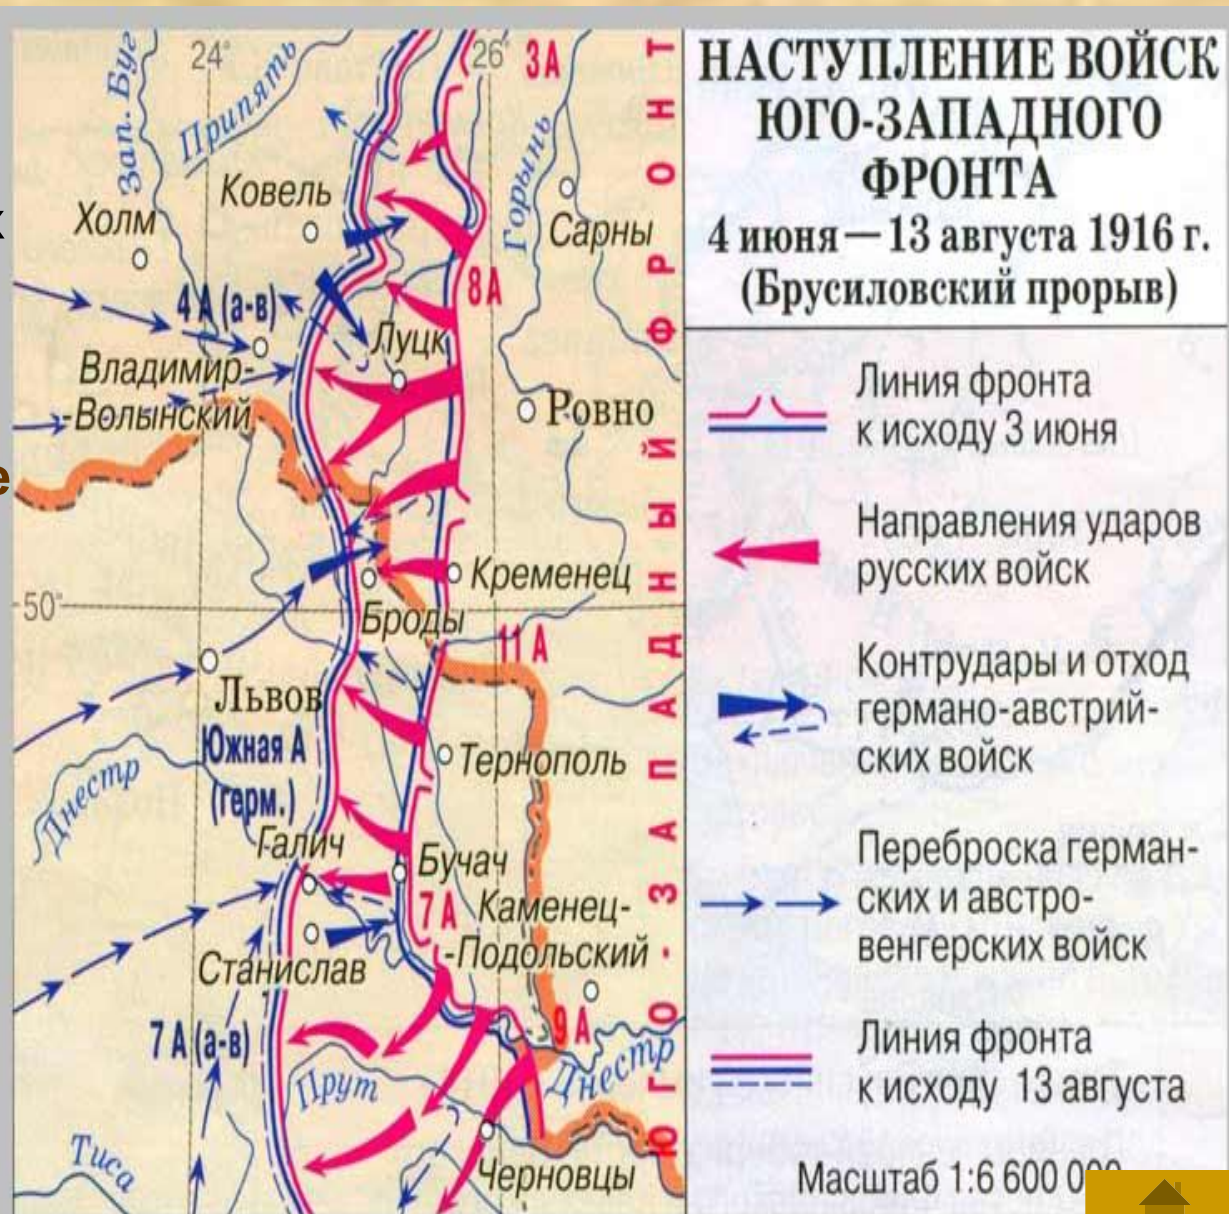 24°
26°
3А
Зап. Буг
Припять
Горынь
Ковель
Холм
Сарны
8А
4 А (а-в)
Луцк
Владимир-
-Волынский
Ровно
е
50°
Кременец
Броды
11 А
Львов
Южная А
(герм.)
Тернополь
Днестр
Галич
Бучач
7 А
Каменец-
-Подольский
Станислав
9 А
7 А (а-в)
Днестр
Прут
Тиса
Черновцы
ЮГО-ЗАПАДНЫЙ ФРОНТ
НАСТУПЛЕНИЕ ВОЙСК
ЮГО-ЗАПАДНОГО
ФРОНТА
4 июня — 13 августа 1916 г.
(Брусиловский прорыв)
Линия фронта
к исходу 3 июня
Направления ударов
русских войск
Контрудары и отход
германо-австрий-
ских войск
Переброска герман-
ских и австро-
венгерских войск
Линия фронта
к исходу 13 августа
Масштаб 1:6 600 000